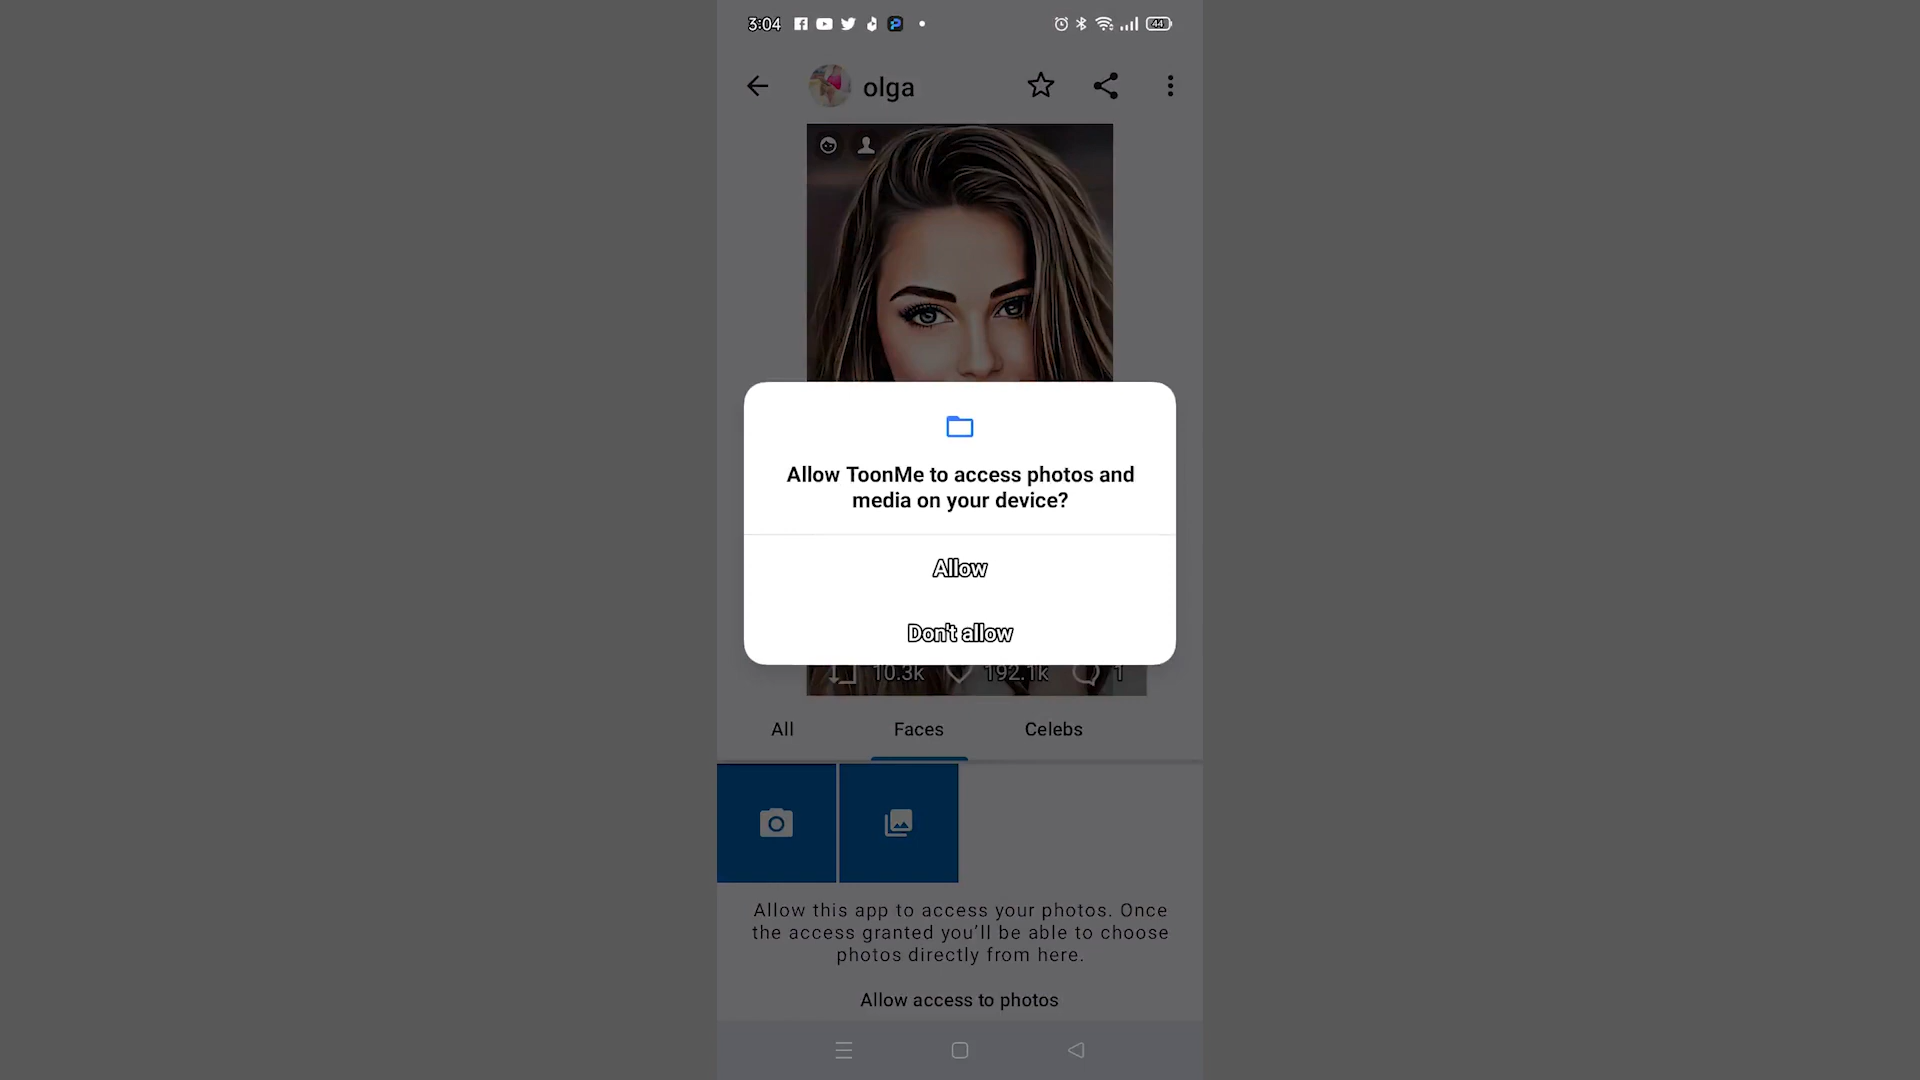 3:04
44
olga
Allow ToonMe to access photos and
media on your device?
Allow
Don't allow
10.3k 192.1k 1
All Faces Celebs
Allow this app to access your photos. Once
the access granted you'll be able to choose
photos directly from here.
Allow access to photos